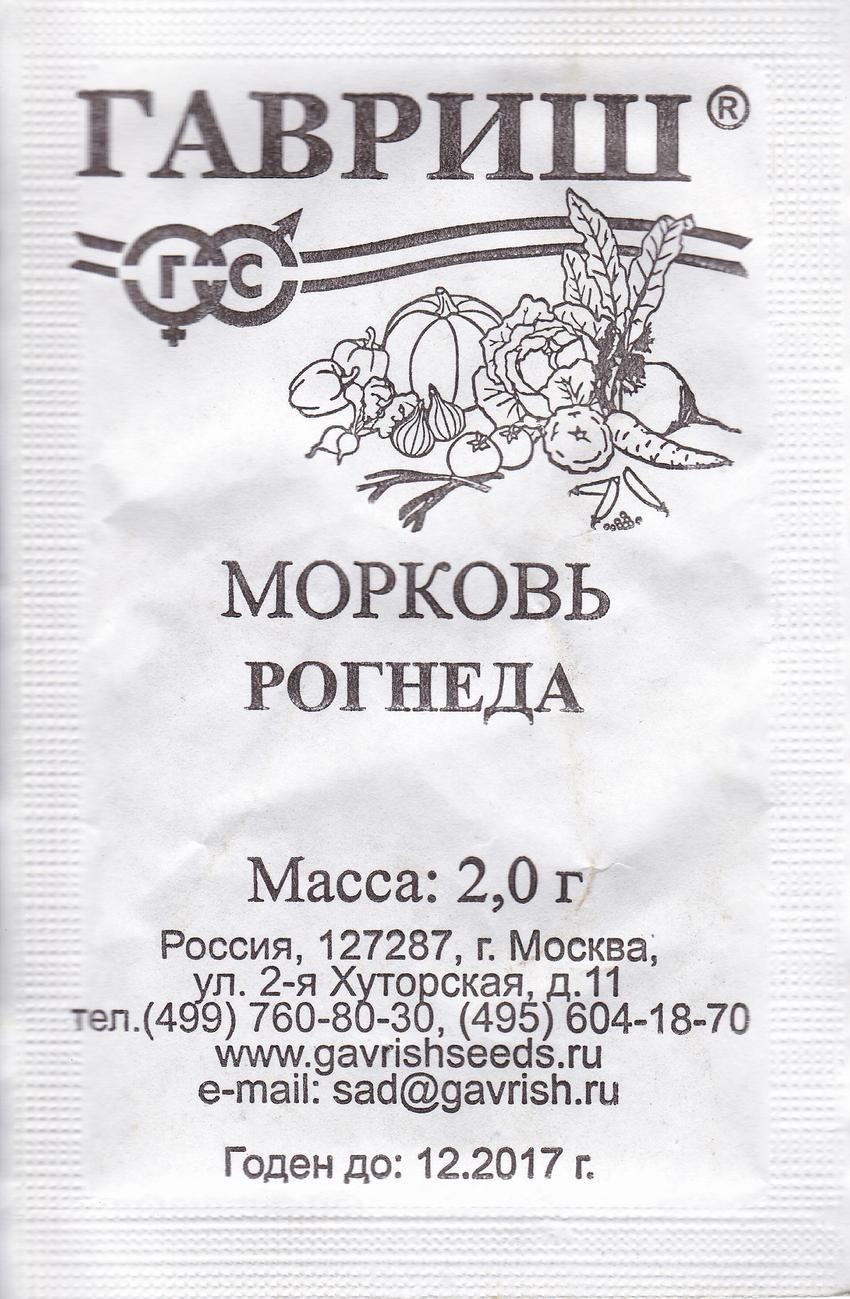 ГАВРИШ®
Г С
МОРКОВЬ
РОГНЕДА
Масса: 2,0 г
Россия, 127287, г. Москва,
ул. 2-я Хуторская, д.11
тел.(499) 760-80-30, (495) 604-18-70
www.gavrishseeds.ru
e-mail: sad@gavrish.ru
Годен до: 12.2017 г.